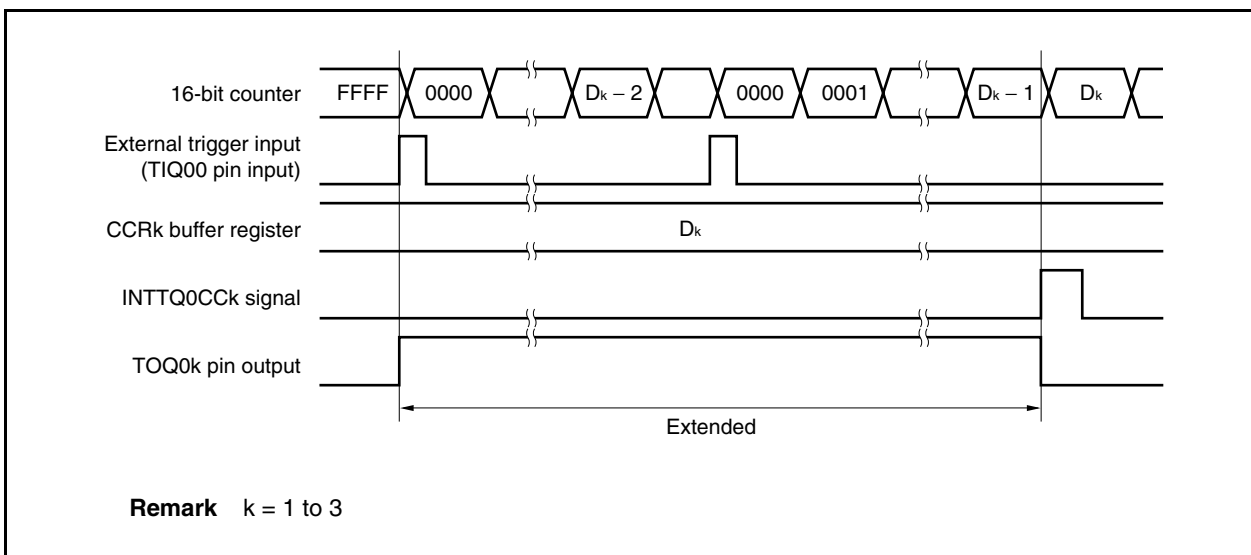 16-bit counter FFFF 0000 Dk − 2 0000 0001 Dk − 1 Dk
External trigger input
(TIQ00 pin input)
CCRk buffer register Dk
INTTQ0CCk signal
TOQ0k pin output
Extended
Remark k = 1 to 3